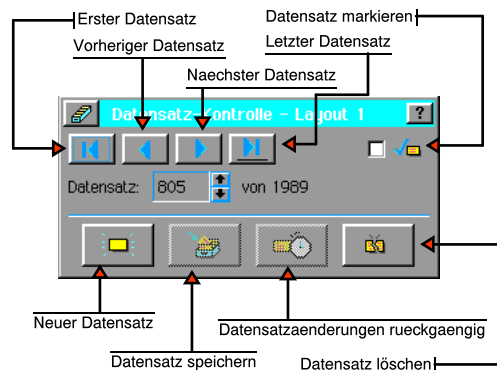 Erster Datensatz
Datensatz markieren
Vorheriger Datensatz
Letzter Datensatz
Naechster Datensatz
Datensatz-Kontrolle – Layout 1
?
Datensatz: 805 von 1989
Neuer Datensatz
Datensatzaenderungen rueckgaengig
Datensatz speichern
Datensatz löschen